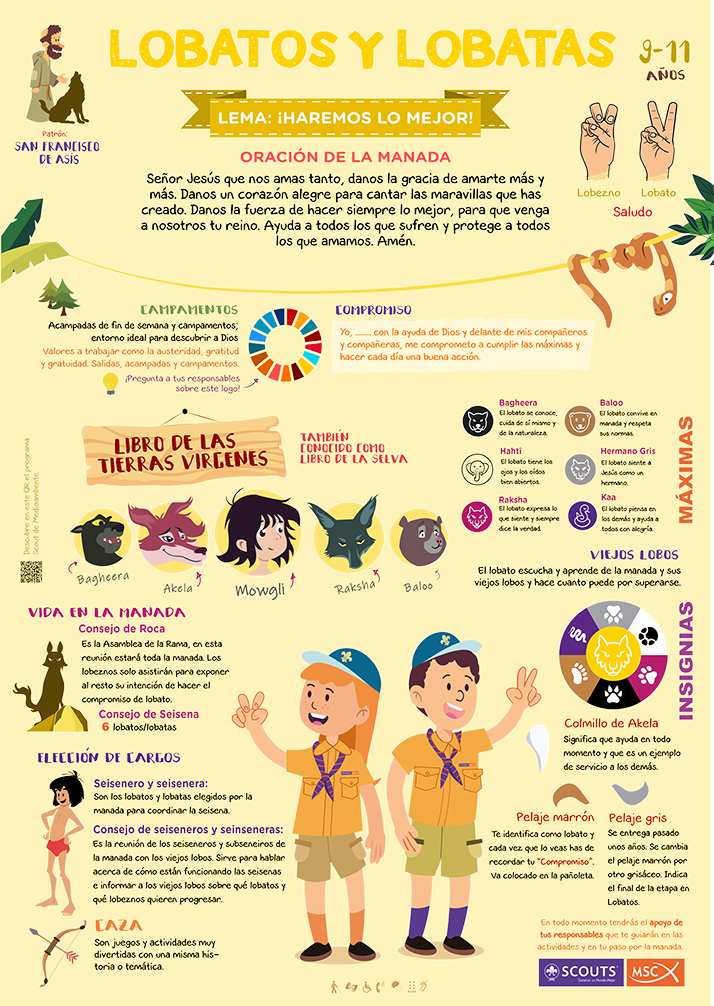 LOBATOS Y LOBATAS
9-11
AÑOS
Patrón:
SAN FRANCISCO
DE ASÍS
LEMA: ¡HAREMOS LO MEJOR!
ORACIÓN DE LA MANADA
Señor Jesús que nos amas tanto, danos la gracia de amarte más y
más. Danos un corazón alegre para cantar las maravillas que has
creado. Danos la fuerza de hacer siempre lo mejor, para que venga
a nosotros tu reino. Ayuda a todos los que sufren y protege a todos
los que amamos. Amén.
Lobezno
Lobato
Saludo
CAMPAMENTOS
Acampadas de fin de semana y campamentos;
entorno ideal para descubrir a Dios
Valores a trabajar como la austeridad, gratitud
y gratuidad. Salidas, acampadas y campamentos.
¡Pregunta a tus responsables
sobre este logo!
COMPROMISO
Yo, ........ con la ayuda de Dios y delante de mis compañeros
y compañeras, me comprometo a cumplir las máximas y
hacer cada día una buena acción.
LIBRO DE LAS
TIERRAS VIRGENES
TAMBIÉN
CONOCIDO COMO
LIBRO DE LA SELVA
Descubre en este QR el programa
Scout de Medioambente.
Bagheera
Akela
Mowgli
Raksha
Baloo
MÁXIMAS
Bagheera
El lobato se conoce,
cuida de sí mismo y
de la naturaleza.
Baloo
El lobato convive en
manada y respeta
sus normas.
Hahti
El lobato tiene los
ojos y los oídos
bien abiertos.
Hermano Gris
El lobato siente a
Jesús como un
hermano.
Raksha
El lobato expresa lo
que siente y siempre
dice la verdad.
Kaa
El lobato piensa en
los demás y ayuda a
todos con alegría.
VIEJOS LOBOS
El lobato escucha y aprende de la manada y sus
viejos lobos y hace cuanto puede por superarse.
VIDA EN LA MANADA
Consejo de Roca
Es la Asamblea de la Rama, en esta
reunión estará toda la manada. Los
lobeznos solo asistirán para exponer
al resto su intención de hacer el
compromiso de lobato.
Consejo de Seisena
6 lobatos/lobatas
ELECCIÓN DE CARGOS
Seisenero y seisenera:
Son los lobatos y lobatas elegidos por la
manada para coordinar la seisena.
Consejo de seiseneros y seinseneras:
Es la reunión de los seiseneros y subseineros de
la manada con los viejos lobos. Sirve para hablar
acerca de cómo están funcionando las seisenas
e informar a los viejos lobos sobre qué lobatos y
qué lobeznos quieren progresar.
CAZA
Son juegos y actividades muy
divertidas con una misma his-
toria o temática.
INSIGNIAS
Colmillo de Akela
Significa que ayuda en todo
momento y que es un ejemplo
de servicio a los demás.
Pelaje marrón
Te identifica como lobato y
cada vez que lo veas has de
recordar tu "Compromiso".
Va colocado en la pañoleta.
Pelaje gris
Se entrega pasado
unos años. Se cambia
el pelaje marrón por
otro grisáceo. Indica
el final de la etapa en
Lobatos.
En todo momento tendrás el apoyo de
tus responsables que te guiarán en las
actividades y en tu paso por la manada.
SCOUTS
Construir un Mundo Mejor
MSC